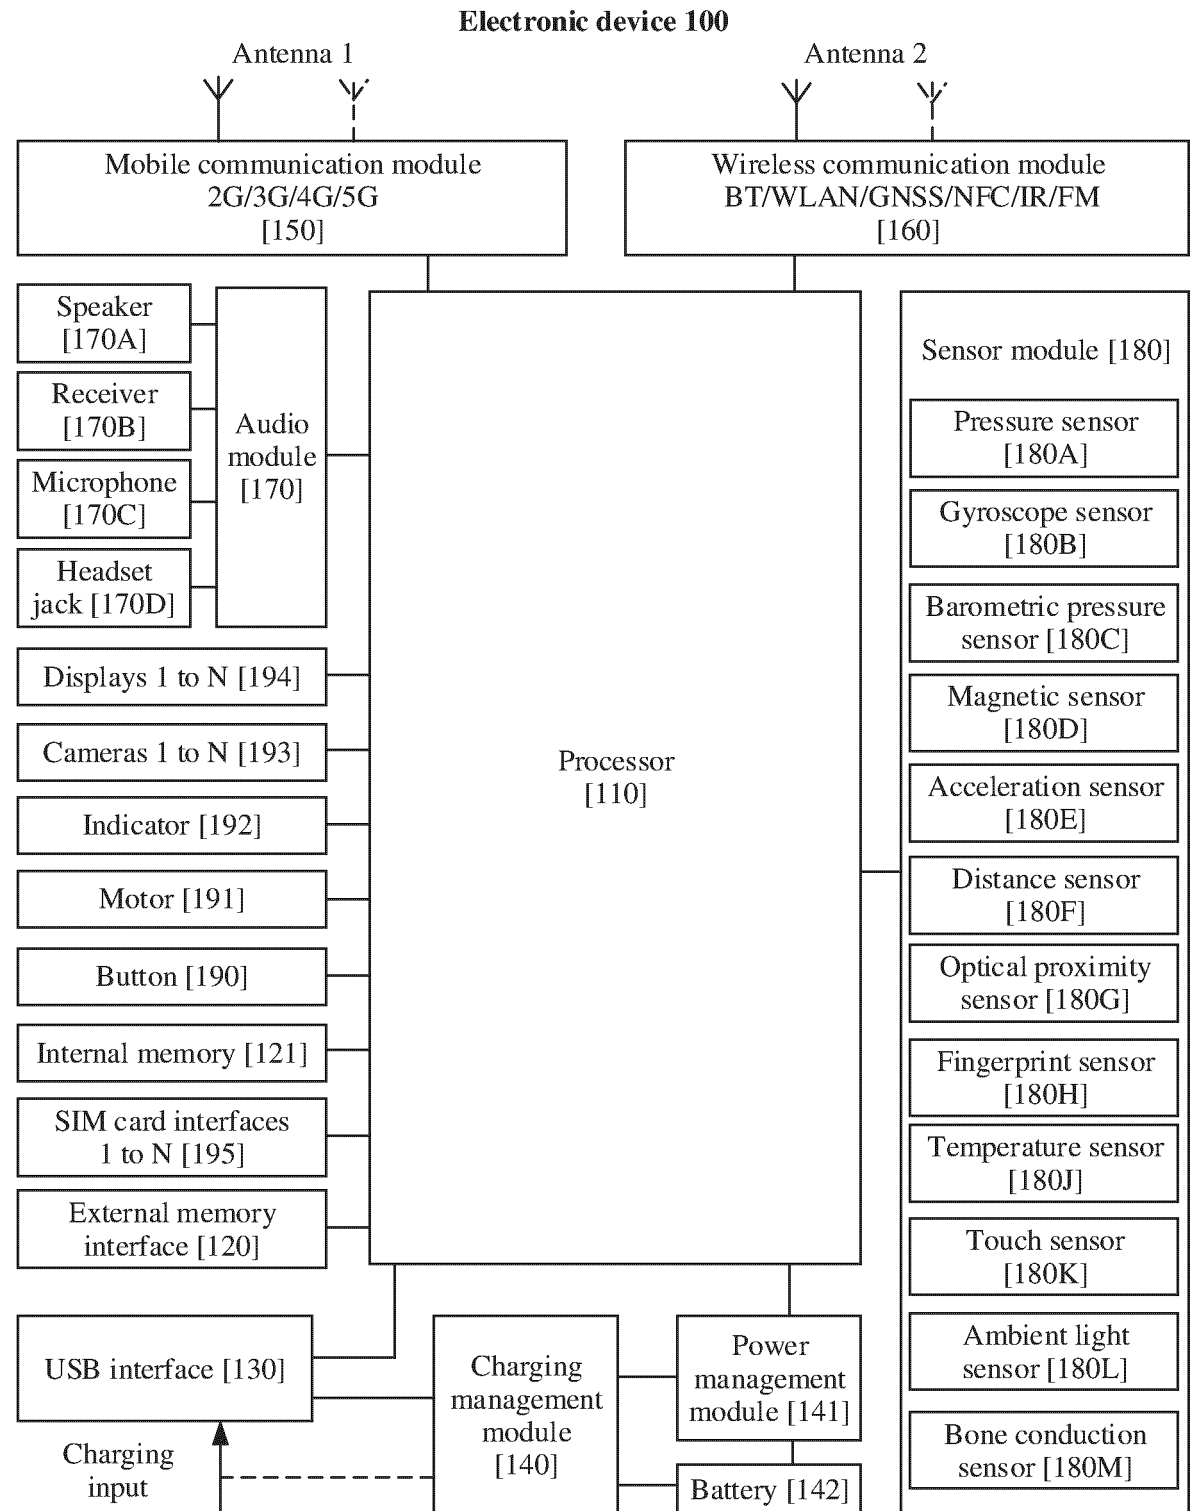 Electronic device 100
Antenna 1
Antenna 2
Mobile communication module
2G/3G/4G/5G
[150]
Wireless communication module
BT/WLAN/GNSS/NFC/IR/FM
[160]
Speaker
[170A]
Receiver
[170B]
Microphone
[170C]
Headset
jack [170D]
Audio
module
[170]
Displays 1 to N [194]
Cameras 1 to N [193]
Indicator [192]
Motor [191]
Button [190]
Internal memory [121]
SIM card interfaces
1 to N [195]
External memory
interface [120]
Processor
[110]
Sensor module [180]
Pressure sensor
[180A]
Gyroscope sensor
[180B]
Barometric pressure
sensor [180C]
Magnetic sensor
[180D]
Acceleration sensor
[180E]
Distance sensor
[180F]
Optical proximity
sensor [180G]
Fingerprint sensor
[180H]
Temperature sensor
[180J]
Touch sensor
[180K]
Ambient light
sensor [180L]
Bone conduction
sensor [180M]
USB interface [130]
Charging
input
Charging
management
module
[140]
Power
management
module [141]
Battery [142]